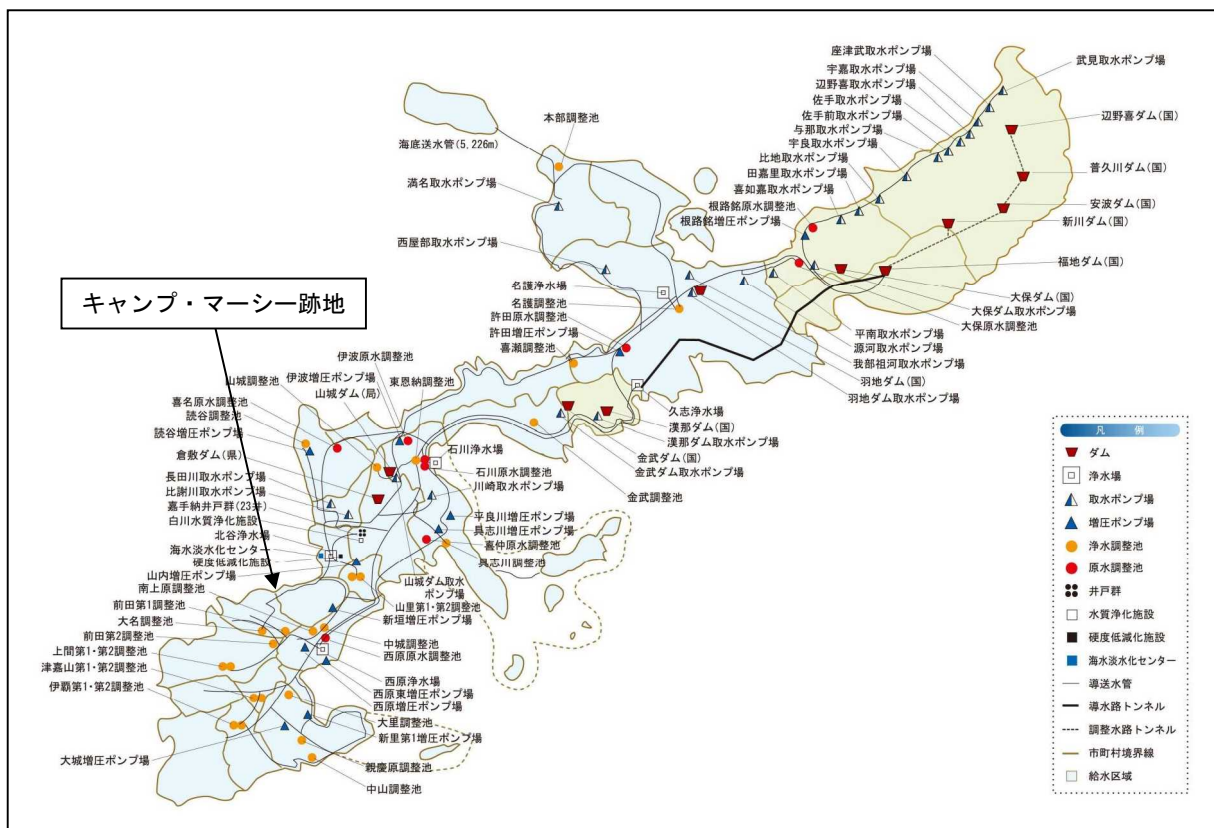 座津武取水ポンプ場
宇嘉取水ポンプ場
辺野喜取水ポンプ場
佐手取水ポンプ場
佐手前取水ポンプ場
与那取水ポンプ場
宇良取水ポンプ場
比地取水ポンプ場
田嘉里取水ポンプ場
喜如嘉取水ポンプ場
根路銘原水調整池
根路銘増圧ポンプ場
武見取水ポンプ場
辺野喜ダム(国)
普久川ダム(国)
安波ダム(国)
新川ダム(国)
福地ダム(国)
大保ダム(国)
大保ダム取水ポンプ場
大保原水調整池
平南取水ポンプ場
源河取水ポンプ場
我部祖河取水ポンプ場
羽地ダム(国)
羽地ダム取水ポンプ場
本部調整池
海底送水管(5,226m)
満名取水ポンプ場
西屋部取水ポンプ場
名護浄水場
名護調整池
許田原水調整池
許田増圧ポンプ場
喜瀬調整池
キャンプ・マーシー跡地
伊波原水調整池
伊波増圧ポンプ場
東恩納調整池
山城調整池
山城ダム(局)
喜名原水調整池
読谷調整池
読谷増圧ポンプ場
倉敷ダム(県)
長田川取水ポンプ場
比謝川取水ポンプ場
嘉手納井戸群(23井)
白川水質浄化施設
北谷浄水場
海水淡水化センター
硬度低減化施設
山内増圧ポンプ場
南上原調整池
前田第1調整池
大名調整池
前田第2調整池
上間第1・第2調整池
津嘉山第1・第2調整池
伊覇第1・第2調整池
大城増圧ポンプ場
久志浄水場
漢那ダム(国)
漢那ダム取水ポンプ場
金武ダム(国)
金武ダム取水ポンプ場
金武調整池
石川浄水場
石川原水調整池
川崎取水ポンプ場
平良川増圧ポンプ場
具志川増圧ポンプ場
喜仲原水調整池
具志川調整池
山城ダム取水
ポンプ場
山里第1・第2調整池
新垣増圧ポンプ場
中城調整池
西原原水調整池
西原浄水場
西原東増圧ポンプ場
西原増圧ポンプ場
大里調整池
新里第1増圧ポンプ場
親慶原調整池
中山調整池
凡 例
ダム
浄水場
取水ポンプ場
増圧ポンプ場
浄水調整池
原水調整池
井戸群
水質浄化施設
硬度低減化施設
海水淡水化センター
導送水管
導水路トンネル
調整水路トンネル
市町村境界線
給水区域